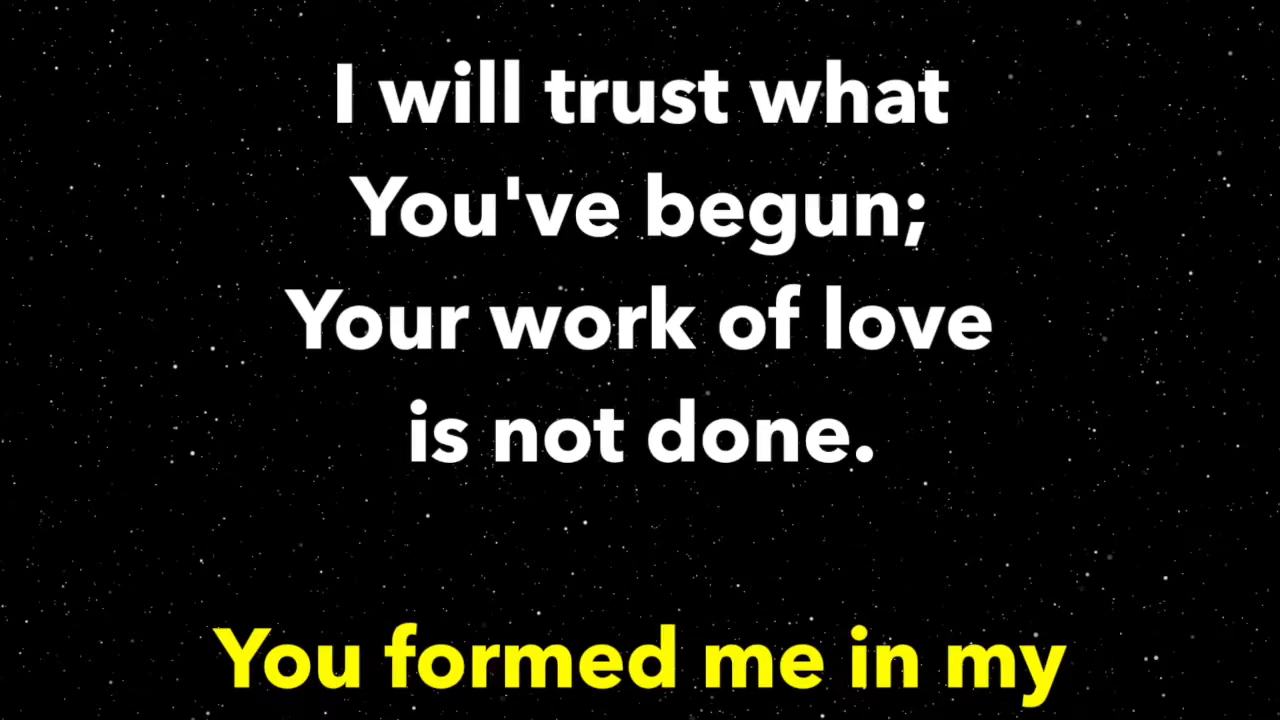 I will trust what
You've begun;
Your work of love
is not done.
You formed me in my